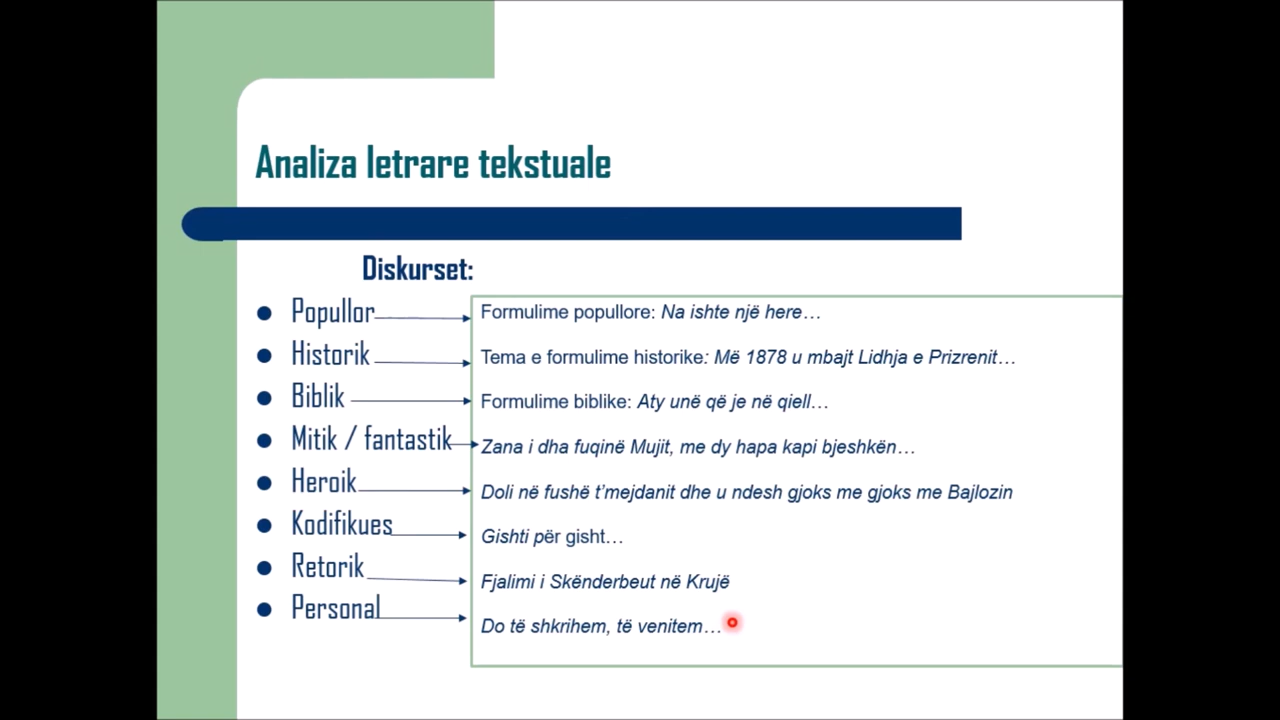 Analiza letrare tekstuale
Diskurset:
Popullor
Formulime popullore: Na ishte një here…
Historik
Tema e formulime historike: Më 1878 u mbajt Lidhja e Prizrenit…
Biblik
Formulime biblike: Aty unë që je në qiell…
Mitik / fantastik
Zana i dha fuqinë Mujit, me dy hapa kapi bjeshkën…
Heroik
Doli në fushë t’mejdanit dhe u ndesh gjoks me gjoks me Bajlozin
Kodifikues
Gishti për gisht…
Retorik
Fjalimi i Skënderbeut në Krujë
Personal
Do të shkrihem, të venitem…